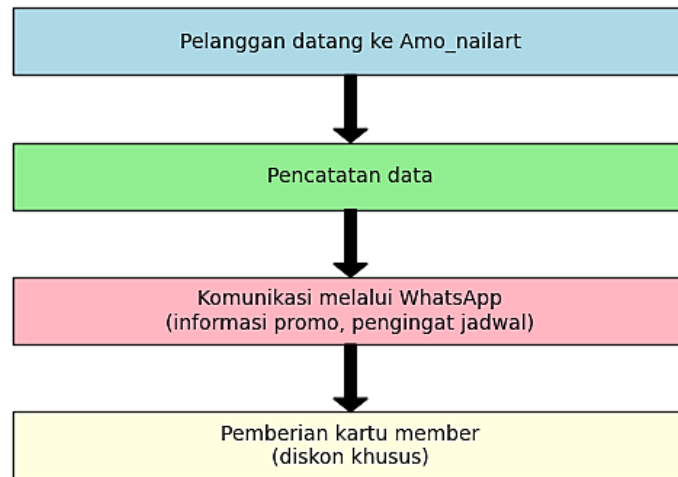 Pelanggan datang ke Amo_nailart
Pencatatan data
Komunikasi melalui WhatsApp
(informasi promo, pengingat jadwal)
Pemberian kartu member
(diskon khusus)